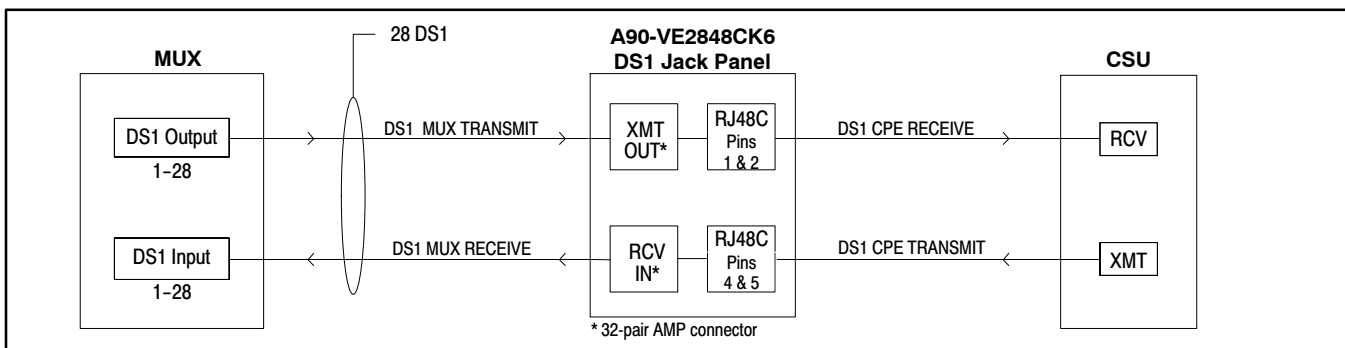 28 DS1
MUX
A90-VE2848CK6
DS1 Jack Panel
CSU
DS1 Output
1-28
DS1 MUX TRANSMIT
XMT
OUT*
RJ48C
Pins
1 & 2
DS1 CPE RECEIVE
RCV
DS1 Input
1-28
DS1 MUX RECEIVE
RCV
IN*
RJ48C
Pins
4 & 5
DS1 CPE TRANSMIT
XMT
* 32-pair AMP connector